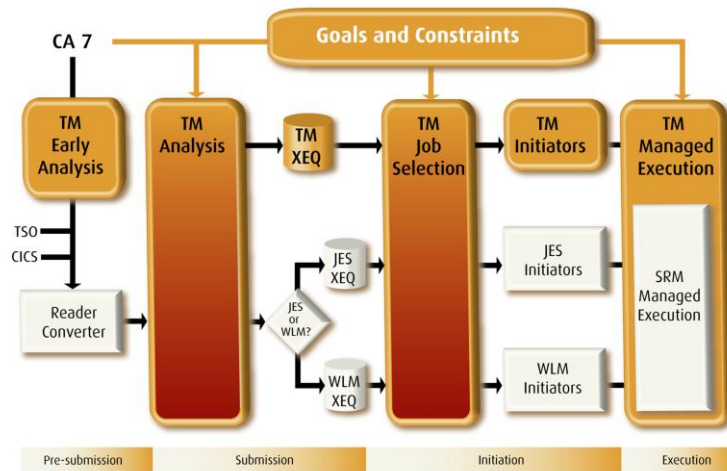 Goals and Constraints
CA 7
TM
Early
Analysis
TM
Analysis
TM
XEQ
TM
Job
Selection
TM
Initiators
TM
Managed
Execution
TSO
CICS
Reader
Converter
JES
or
WLM?
JES
XEQ
WLM
XEQ
JES
Initiators
WLM
Initiators
SRM
Managed
Execution
Pre-submission
Submission
Initiation
Execution